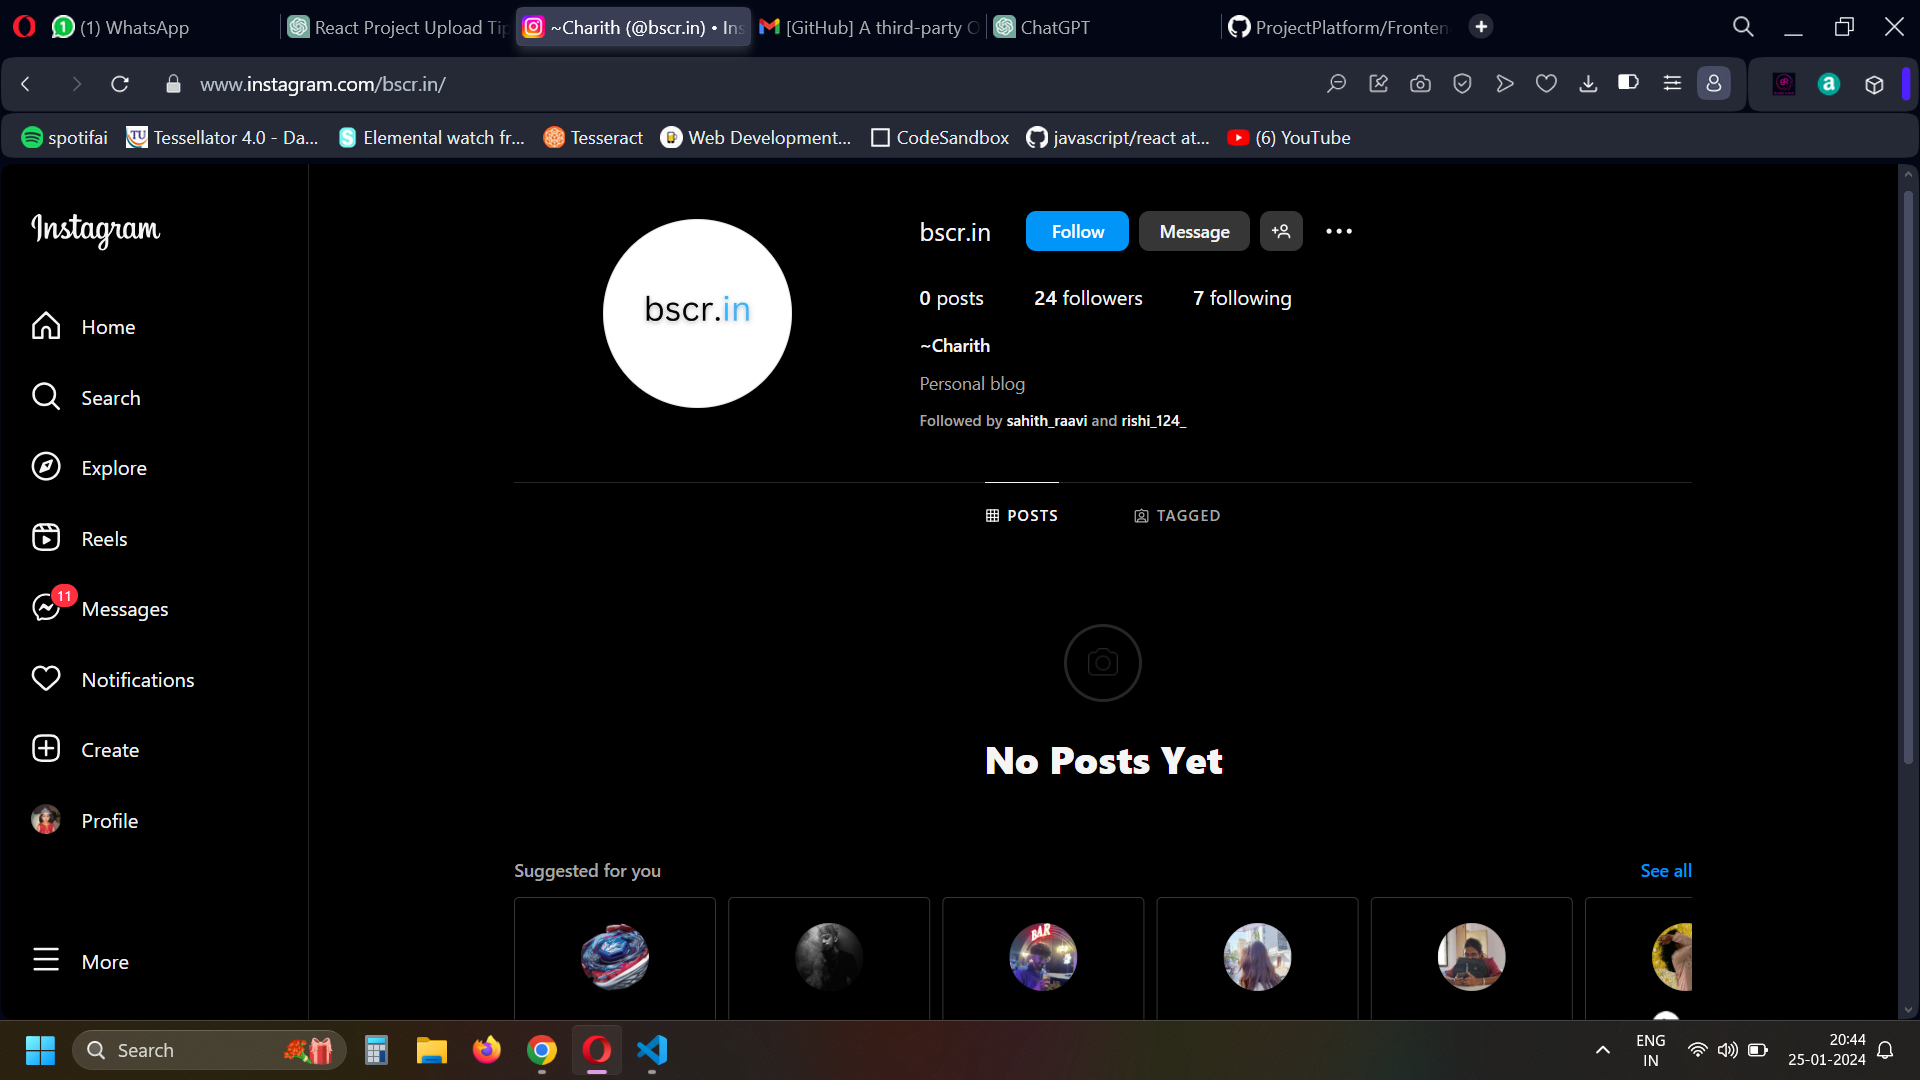 1
(1) WhatsApp
React Project Upload Tip
~Charith (@bscr.in) • Ins
[GitHub] A third-party O
ChatGPT
ProjectPlatform/Fronten
www.instagram.com/bscr.in/
a
spotifai
TU
Tessellator 4.0 - Da...
S
Elemental watch fr...
Tesseract
Web Development...
CodeSandbox
javascript/react at...
(6) YouTube
Instagram
Home
Search
Explore
Reels
11
Messages
Notifications
Create
Profile
More
bscr.in
bscr.in
Follow
Message
•••
0 posts
24 followers
7 following
~Charith
Personal blog
Followed by sahith_raavi and rishi_124_
POSTS
TAGGED
No Posts Yet
Suggested for you
See all
BAR
Search
ENG
IN
20:44
25-01-2024